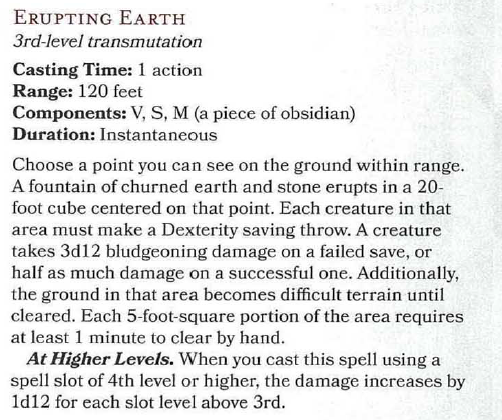 ERUPTING EARTH
3rd-level transmutation
Casting Time: 1 action
Range: 120 feet
Components: V, S, M (a piece of obsidian)
Duration: Instantaneous
Choose a point you can see on the ground within range.
A fountain of churned earth and stone erupts in a 20-
foot cube centered on that point. Each creature in that
area must make a Dexterity saving throw. A creature
takes 3d12 bludgeoning damage on a failed save, or
half as much damage on a successful one. Additionally,
the ground in that area becomes difficult terrain until
cleared. Each 5-foot-square portion of the area requires
at least 1 minute to clear by hand.
At Higher Levels. When you cast this spell using a
spell slot of 4th level or higher, the damage increases by
1d12 for each slot level above 3rd.